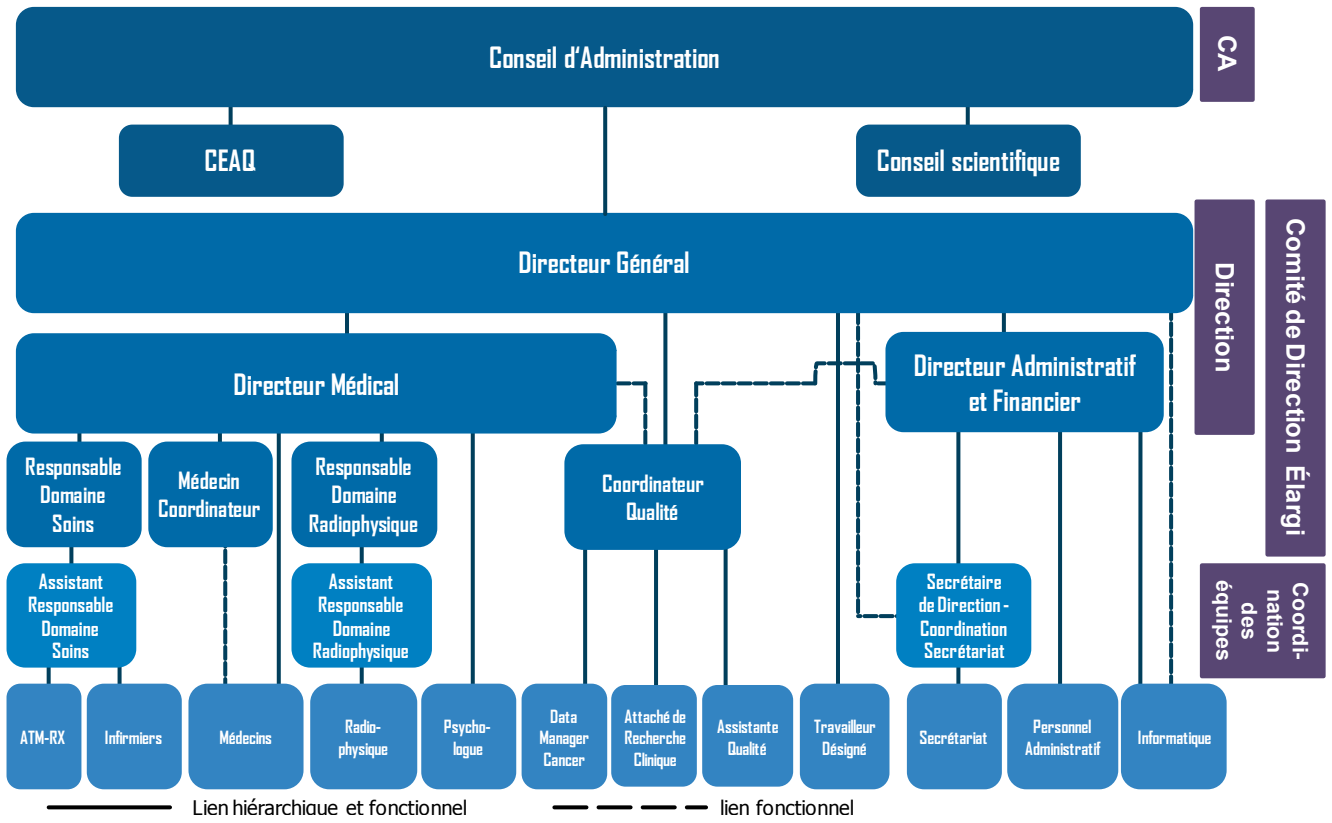 Conseil d'Administration
CA
CEAQ
Conseil scientifique
Directeur Général
Direction
Comité de Direction Élargi
Directeur Médical
Directeur Administratif
et Financier
Responsable
Domaine
Soins
Médecin
Coordinateur
Responsable
Domaine
Radiophysique
Coordinateur
Qualité
Assistant
Responsable
Domaine
Soins
Assistant
Responsable
Domaine
Radiophysique
Secrétaire
de Direction -
Coordination
Secrétariat
Coordi-
nation
des
équipes
ATM-RX
Infirmiers
Médecins
Radio-
physique
Psycho-
logue
Data
Manager
Cancer
Attaché de
Recherche
Clinique
Assistante
Qualité
Travailleur
Désigné
Secrétariat
Personnel
Administratif
Informatique
Lien hiérarchique et fonctionnel
lien fonctionnel